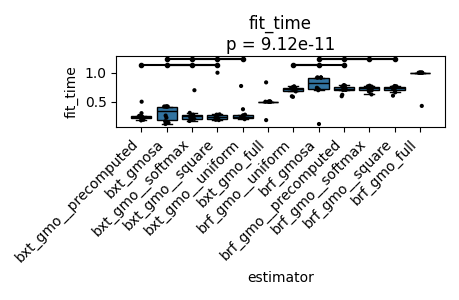 fit_time
p = 9.12e-11
fit_time
1.0
0.5
bxt_gmo__precomputed
bxt_gmosa
bxt_gmo__softmax
bxt_gmo__square
bxt_gmo__uniform
bxt_gmo_full
brf_gmo__uniform
brf_gmosa
brf_gmo__precomputed
brf_gmo__softmax
brf_gmo__square
brf_gmo_full
estimator